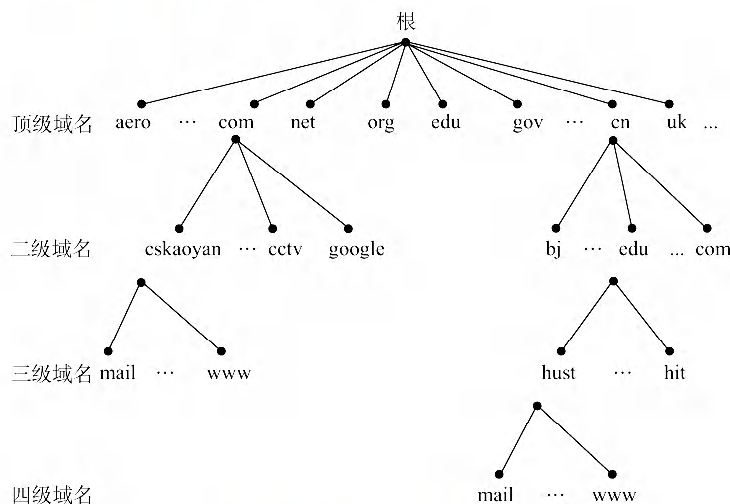 根
顶级域名 aero … com net org edu gov … cn uk ...
二级域名 cskaoyan … cctv google bj … edu ... com
三级域名 mail … www hust … hit
四级域名 mail … www